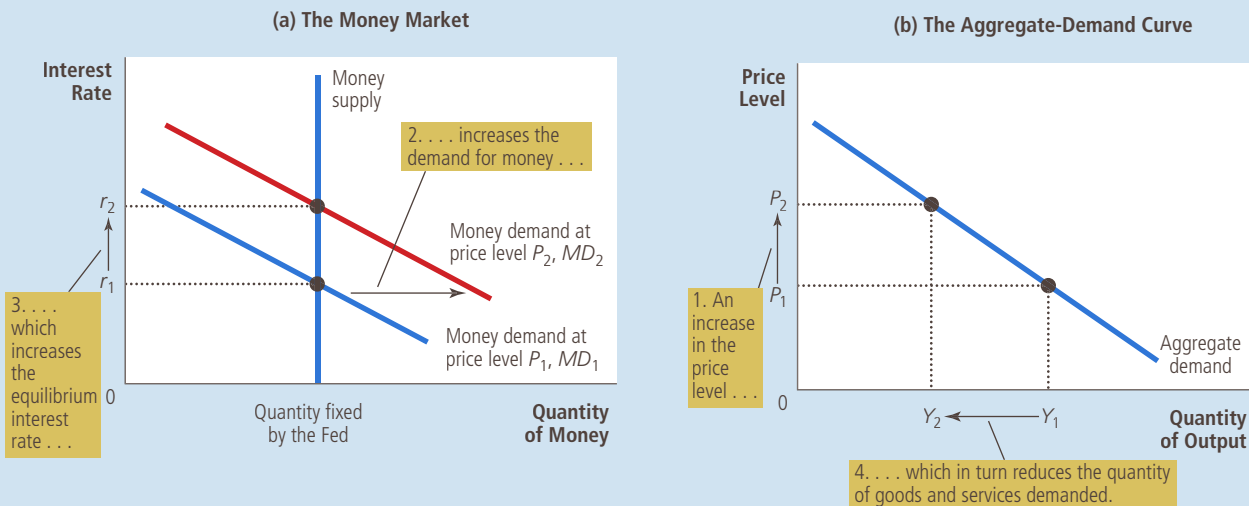 (a) The Money Market
Interest
Rate
Money
supply
2. . . . increases the
demand for money . . .
r2
r1
Money demand at
price level P2, MD2
3. . . .
which
increases
the
equilibrium
interest
rate . . .
Money demand at
price level P1, MD1
0
Quantity fixed
by the Fed
Quantity
of Money
(b) The Aggregate-Demand Curve
Price
Level
P2
P1
1. An
increase
in the
price
level . . .
Aggregate
demand
0
Y2
Y1
Quantity
of Output
4. . . . which in turn reduces the quantity
of goods and services demanded.